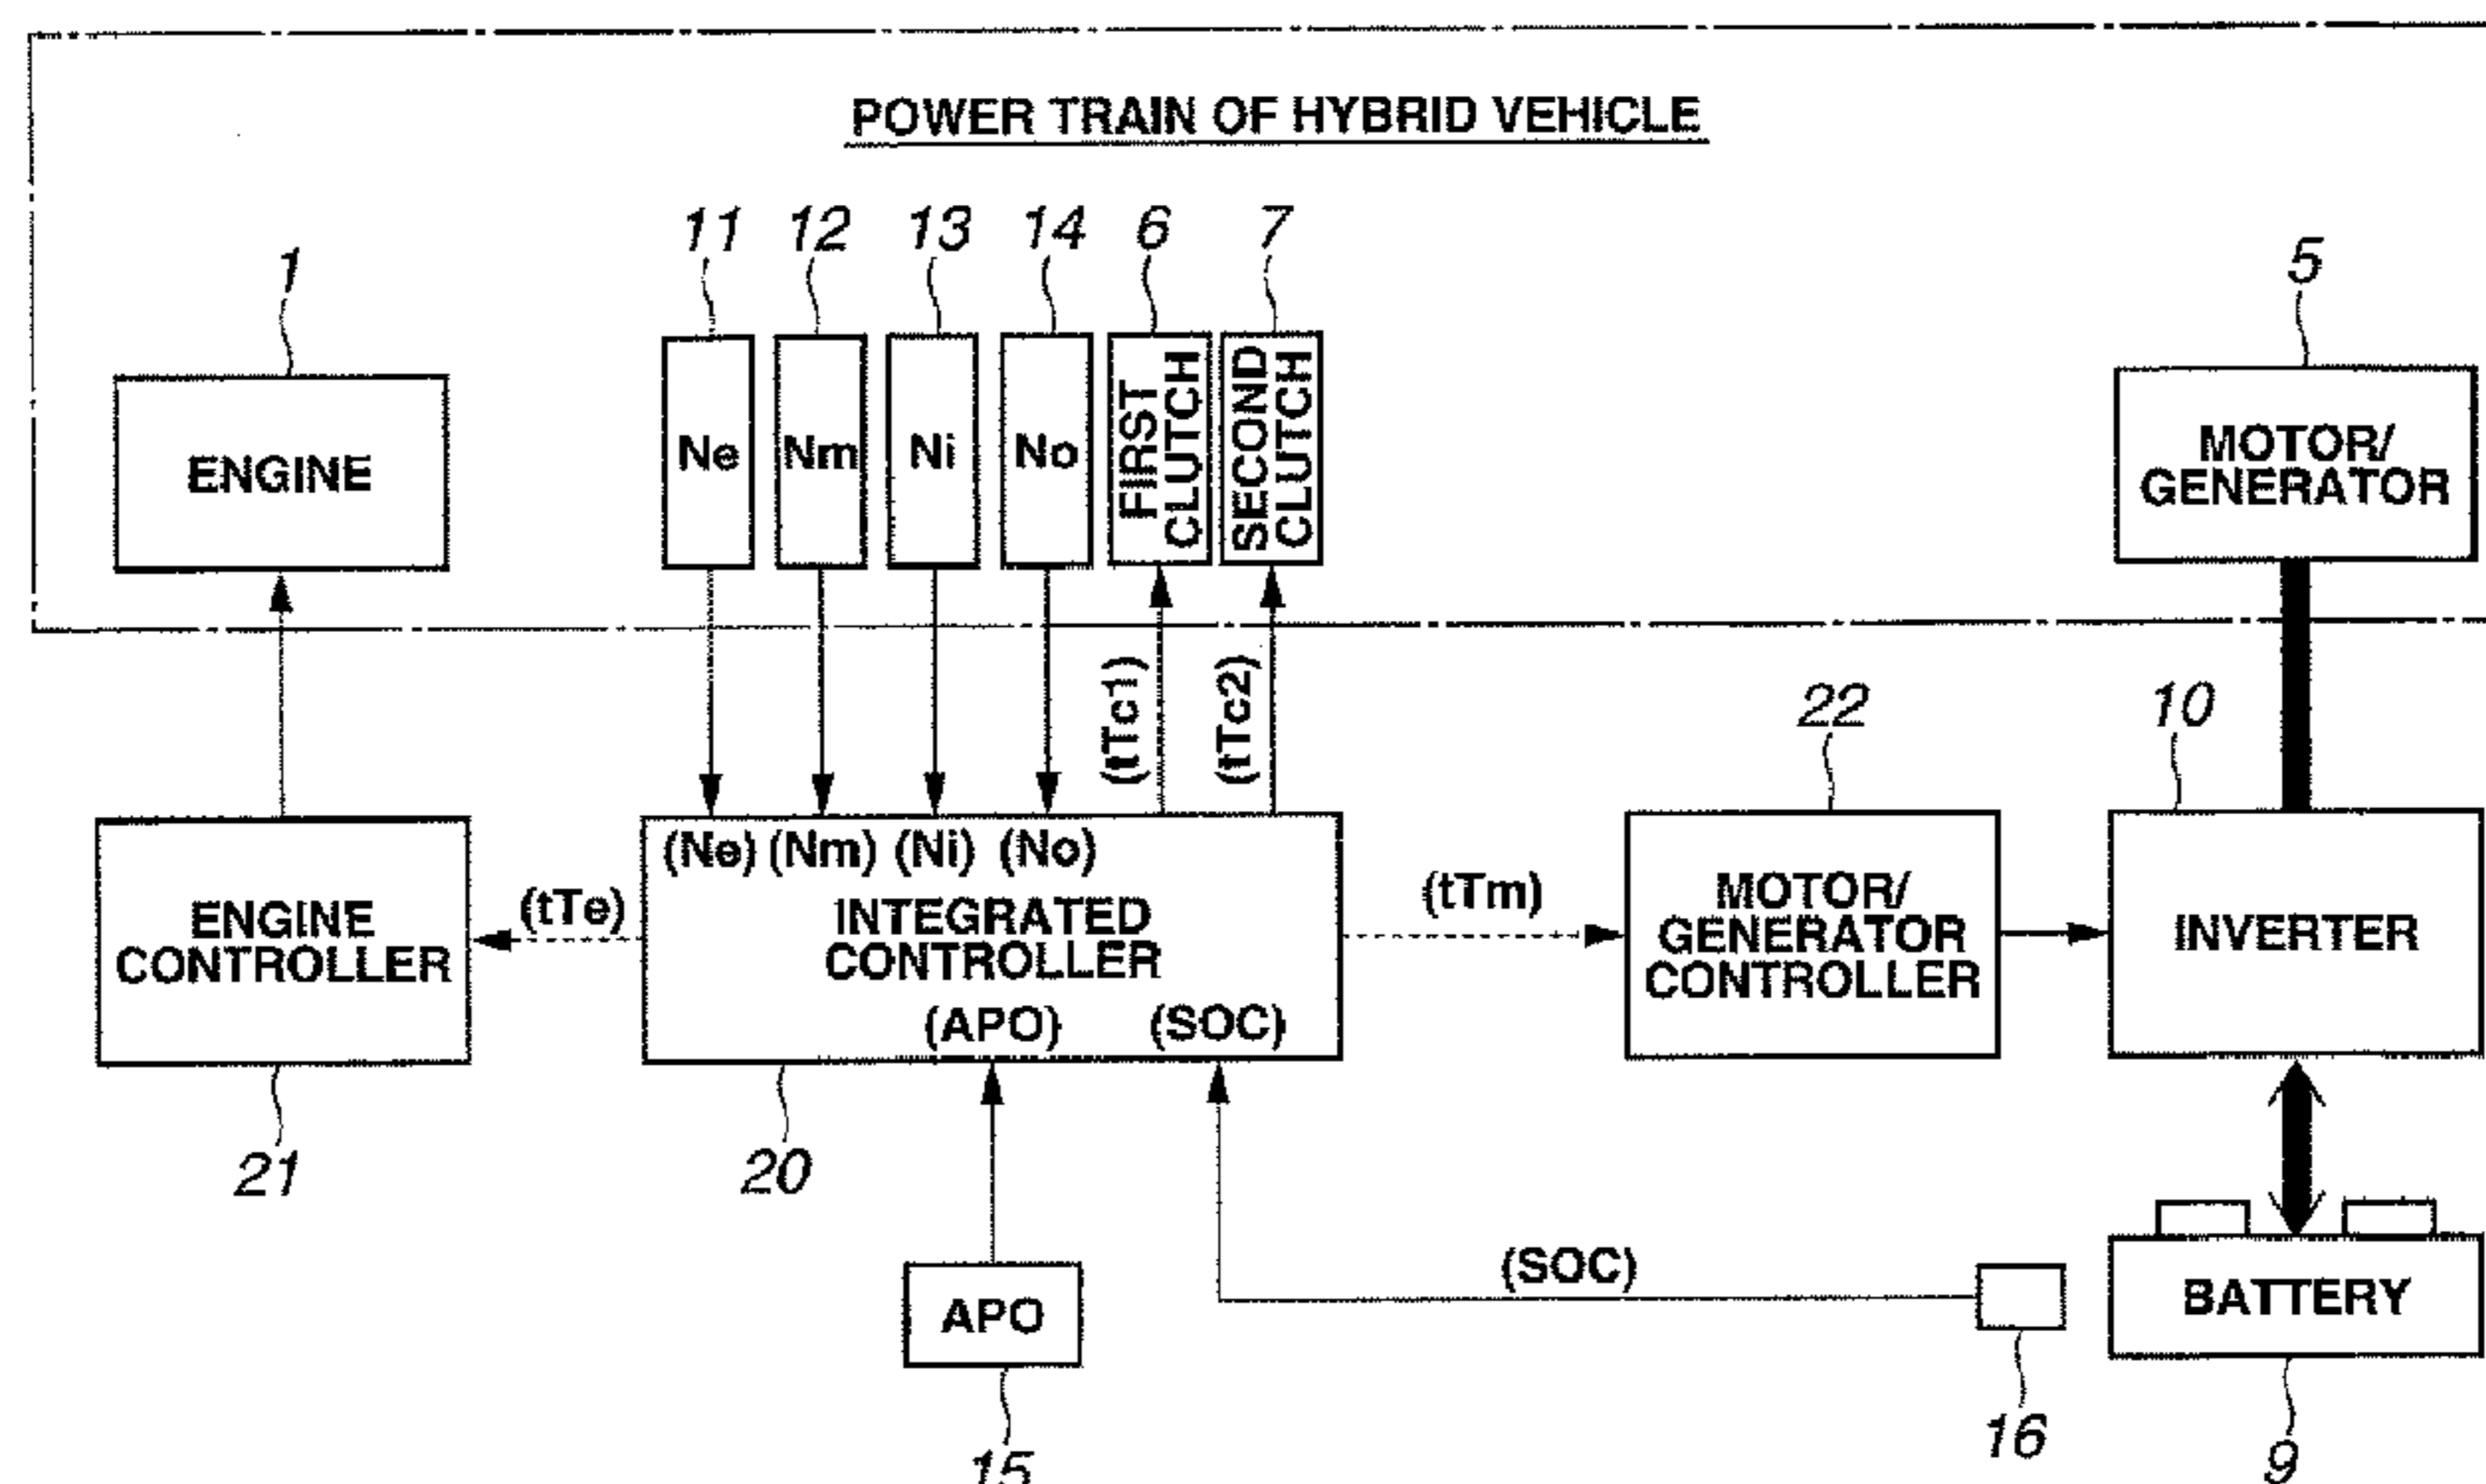 POWER TRAIN OF HYBRID VEHICLE
11
12
13
14
6
7
1
5
ENGINE
Ne
Nm
Ni
No
FIRST
CLUTCH
SECOND
CLUTCH
MOTOR/
GENERATOR
(tTc1)
(tTc2)
22
10
(Ne) (Nm) (Ni) (No)
ENGINE
CONTROLLER
(tTe)
INTEGRATED
CONTROLLER
(APO)
(SOC)
(tTm)
MOTOR/
GENERATOR
CONTROLLER
INVERTER
21
20
APO
(SOC)
BATTERY
15
16
9